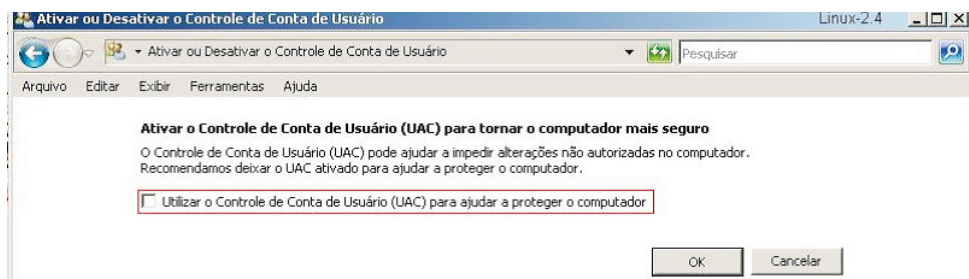 Ativar ou Desativar o Controle de Conta de Usuário Linux-2.4
Ativar ou Desativar o Controle de Conta de Usuário Pesquisar
Arquivo Editar Exibir Ferramentas Ajuda
Ativar o Controle de Conta de Usuário (UAC) para tornar o computador mais seguro
O Controle de Conta de Usuário (UAC) pode ajudar a impedir alterações não autorizadas no computador.
Recomendamos deixar o UAC ativado para ajudar a proteger o computador.
Utilizar o Controle de Conta de Usuário (UAC) para ajudar a proteger o computador
OK Cancelar